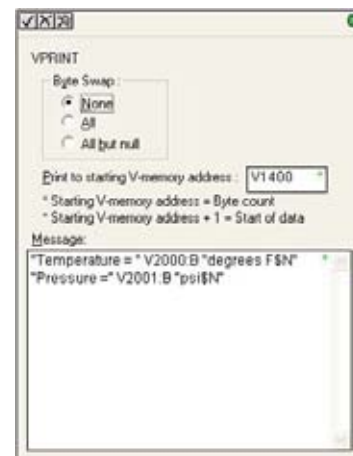 VPRINT
Byte Swap :
None
All
All but null
Print to starting V-memory address : V1400
* Starting V-memory address = Byte count
* Starting V-memory address + 1 = Start of data
Message:
"Temperature = " V2000:B "degrees F$N"
"Pressure =" V2001:B "psi$N"